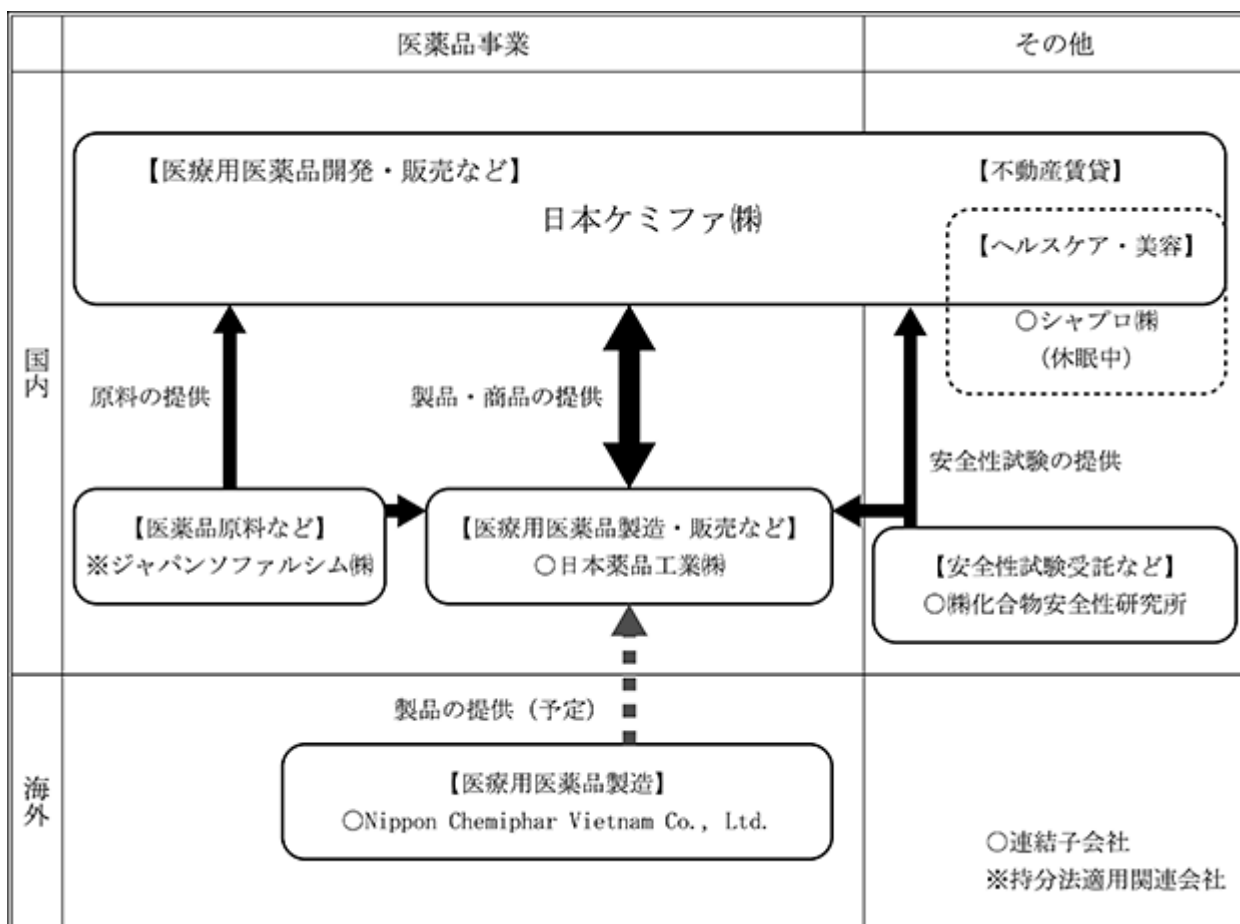 医薬品事業
その他
国内
【医療用医薬品開発・販売など】
【不動産賃貸】
日本ケミファ㈱
【ヘルスケア・美容】
○シャプロ㈱
（休眠中）
原料の提供
製品・商品の提供
安全性試験の提供
【医薬品原料など】
※ジャパンソファルシム㈱
【医療用医薬品製造・販売など】
○日本薬品工業㈱
【安全性試験受託など】
○㈱化合物安全性研究所
海外
製品の提供（予定）
【医療用医薬品製造】
○Nippon Chemiphar Vietnam Co., Ltd.
○連結子会社
※持分法適用関連会社